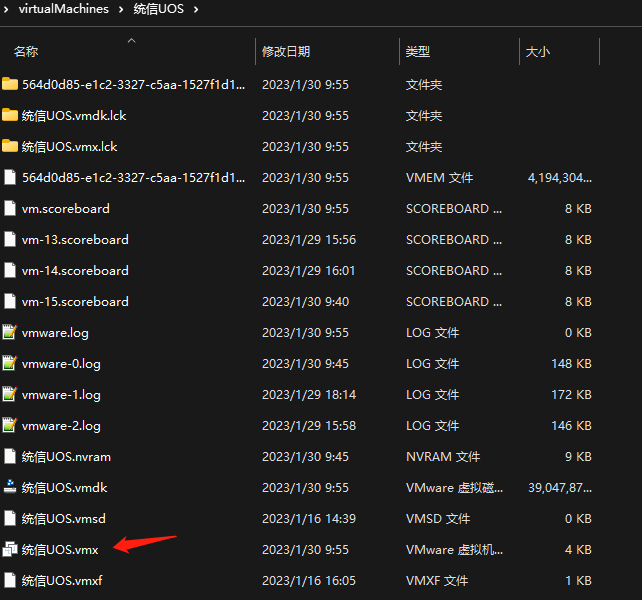 › virtualMachines › 统信UOS ›
名称 修改日期 类型 大小
564d0d85-e1c2-3327-c5aa-1527f1d1... 2023/1/30 9:55 文件夹
统信UOS.vmdk.lck 2023/1/30 9:55 文件夹
统信UOS.vmx.lck 2023/1/30 9:55 文件夹
564d0d85-e1c2-3327-c5aa-1527f1d1... 2023/1/30 9:55 VMEM 文件 4,194,304...
vm.scoreboard 2023/1/30 9:55 SCOREBOARD ... 8 KB
vm-13.scoreboard 2023/1/29 15:56 SCOREBOARD ... 8 KB
vm-14.scoreboard 2023/1/29 16:01 SCOREBOARD ... 8 KB
vm-15.scoreboard 2023/1/30 9:40 SCOREBOARD ... 8 KB
vmware.log 2023/1/30 9:55 LOG 文件 0 KB
vmware-0.log 2023/1/30 9:45 LOG 文件 148 KB
vmware-1.log 2023/1/29 18:14 LOG 文件 172 KB
vmware-2.log 2023/1/29 15:58 LOG 文件 146 KB
统信UOS.nvram 2023/1/30 9:45 NVRAM 文件 9 KB
统信UOS.vmdk 2023/1/30 9:55 VMware 虚拟磁... 39,047,87...
统信UOS.vmsd 2023/1/16 14:39 VMSD 文件 0 KB
统信UOS.vmx 2023/1/30 9:55 VMware 虚拟机... 4 KB
统信UOS.vmxf 2023/1/16 16:05 VMXF 文件 1 KB